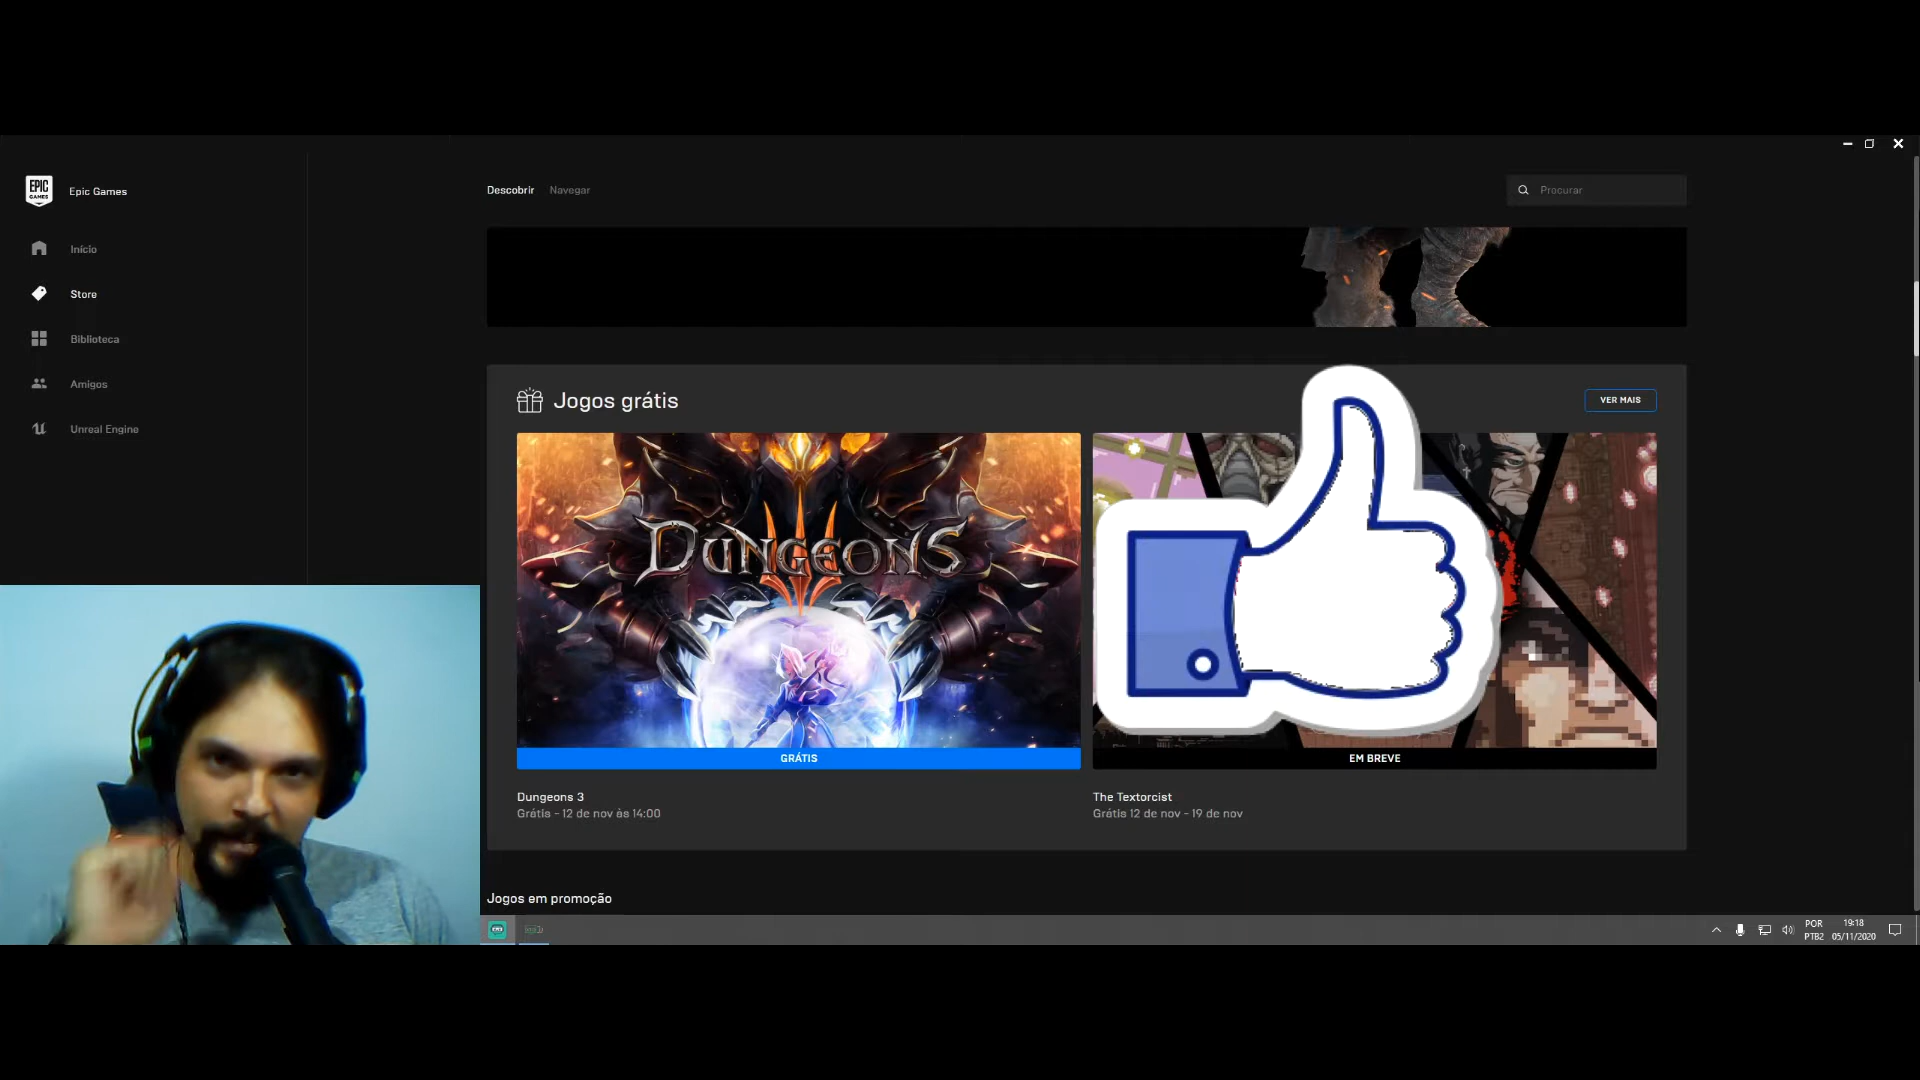 EPIC
GAMES
Epic Games
Início
Store
Biblioteca
Amigos
Unreal Engine
Descobrir
Navegar
Procurar
Jogos grátis
VER MAIS
DUNGEONS
GRÁTIS
EM BREVE
Dungeons 3
Grátis - 12 de nov às 14:00
The Textorcist
Grátis 12 de nov - 19 de nov
Jogos em promoção
POR
PTB2
19:18
05/11/2020